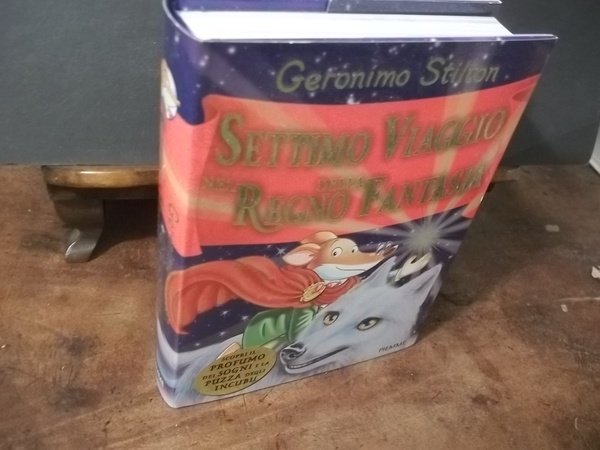 Geronimo Stilton
SETTIMO VIAGGIO
NEL DELLA
REGNO FANTASIA
SCOPRI IL
PROFUMO
DEI SOGNI E LA
PUZZA DEGLI
INCUBI!
PIEMME